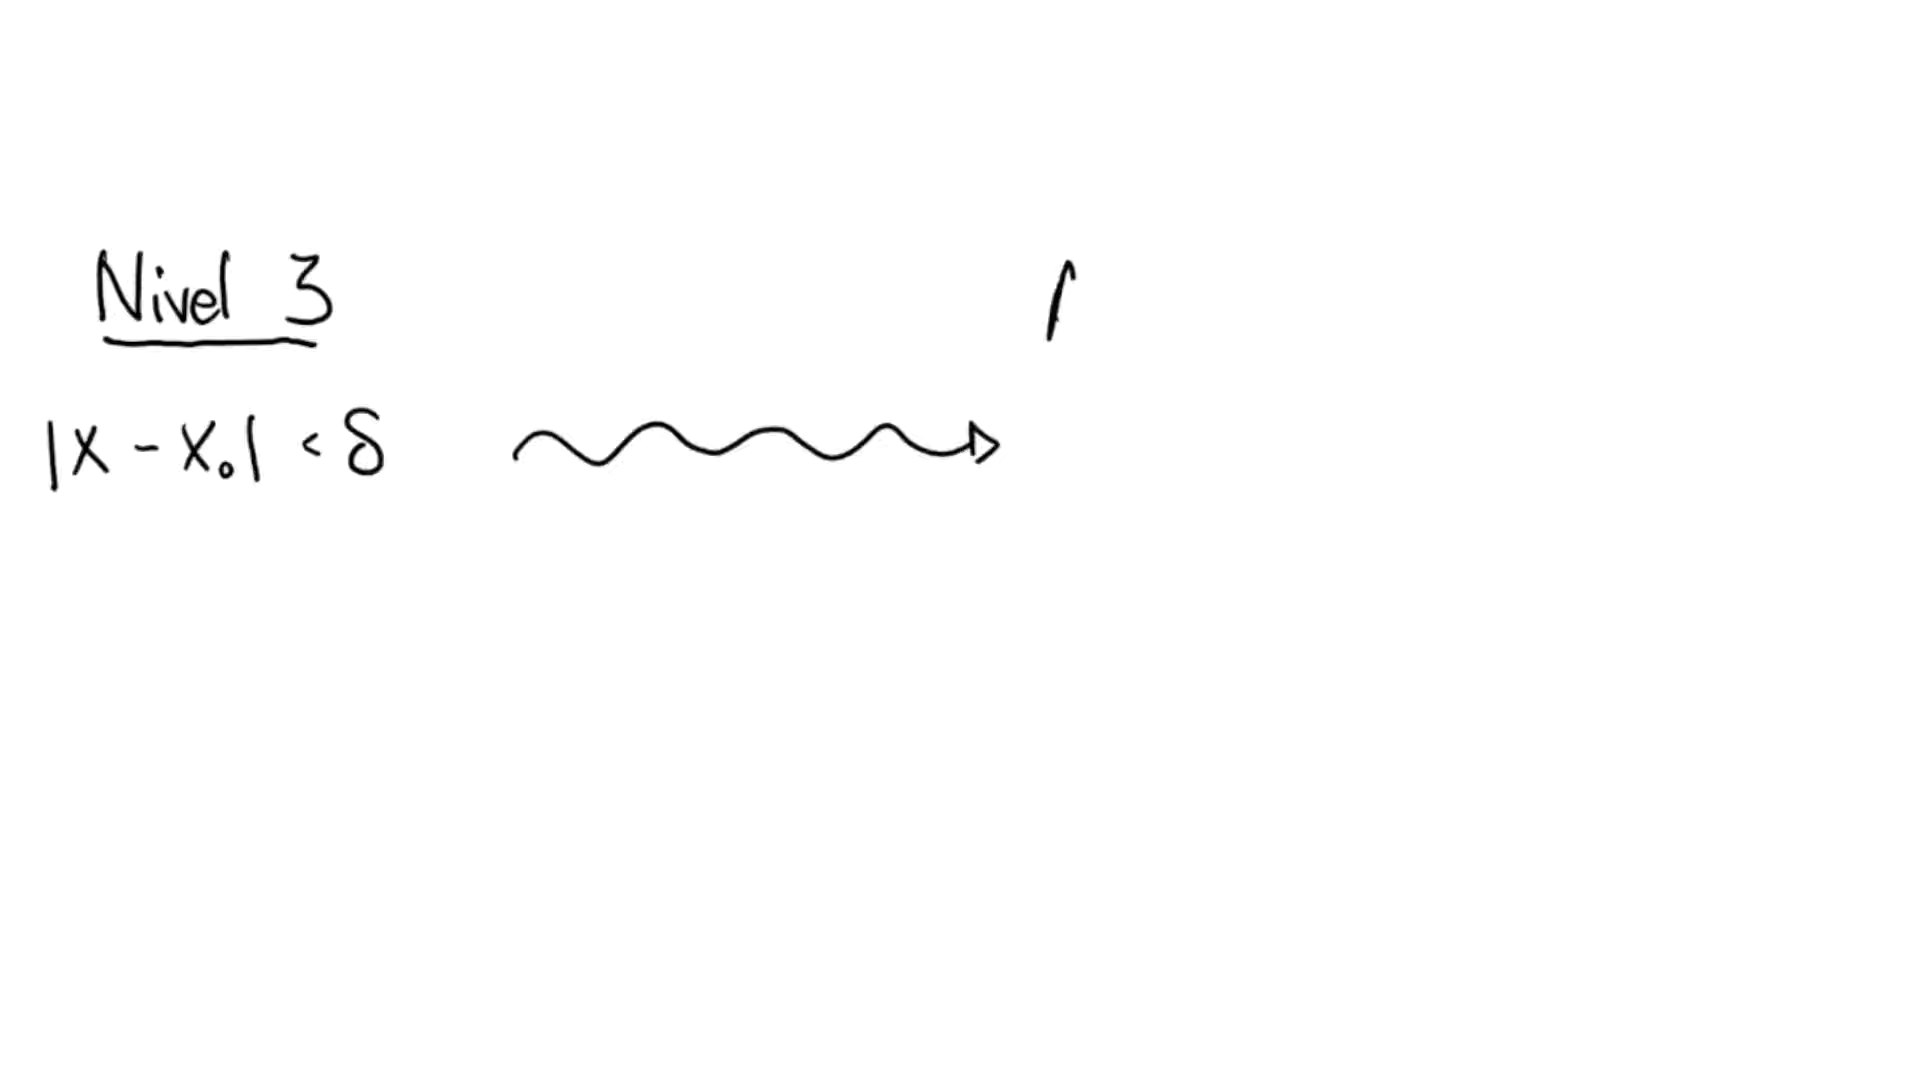 Nivel 3
|x - x₀| < δ